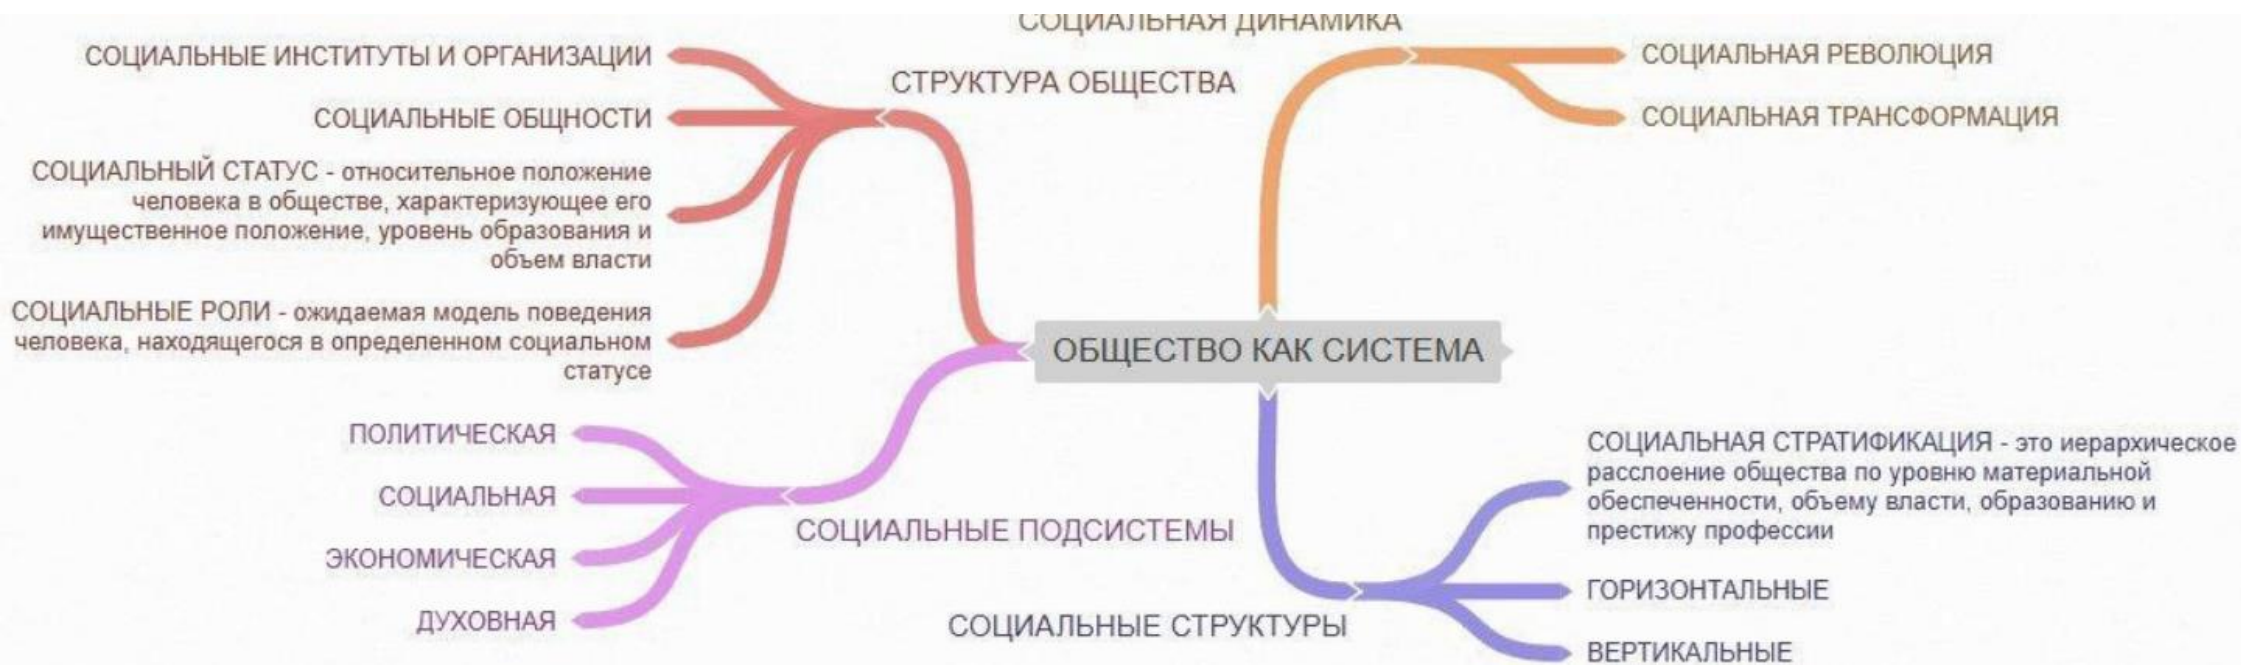 СОЦИАЛЬНАЯ ДИНАМИКА
СОЦИАЛЬНЫЕ ИНСТИТУТЫ И ОРГАНИЗАЦИИ
СТРУКТУРА ОБЩЕСТВА
СОЦИАЛЬНЫЕ ОБЩНОСТИ
СОЦИАЛЬНЫЙ СТАТУС - относительное положение
человека в обществе, характеризующее его
имущественное положение, уровень образования и
объем власти
СОЦИАЛЬНЫЕ РОЛИ - ожидаемая модель поведения
человека, находящегося в определенном социальном
статусе
СОЦИАЛЬНАЯ РЕВОЛЮЦИЯ
СОЦИАЛЬНАЯ ТРАНСФОРМАЦИЯ
ОБЩЕСТВО КАК СИСТЕМА
ПОЛИТИЧЕСКАЯ
СОЦИАЛЬНАЯ
ЭКОНОМИЧЕСКАЯ
ДУХОВНАЯ
СОЦИАЛЬНЫЕ ПОДСИСТЕМЫ
СОЦИАЛЬНЫЕ СТРУКТУРЫ
СОЦИАЛЬНАЯ СТРАТИФИКАЦИЯ - это иерархическое
расслоение общества по уровню материальной
обеспеченности, объему власти, образованию и
престижу профессии
ГОРИЗОНТАЛЬНЫЕ
ВЕРТИКАЛЬНЫЕ